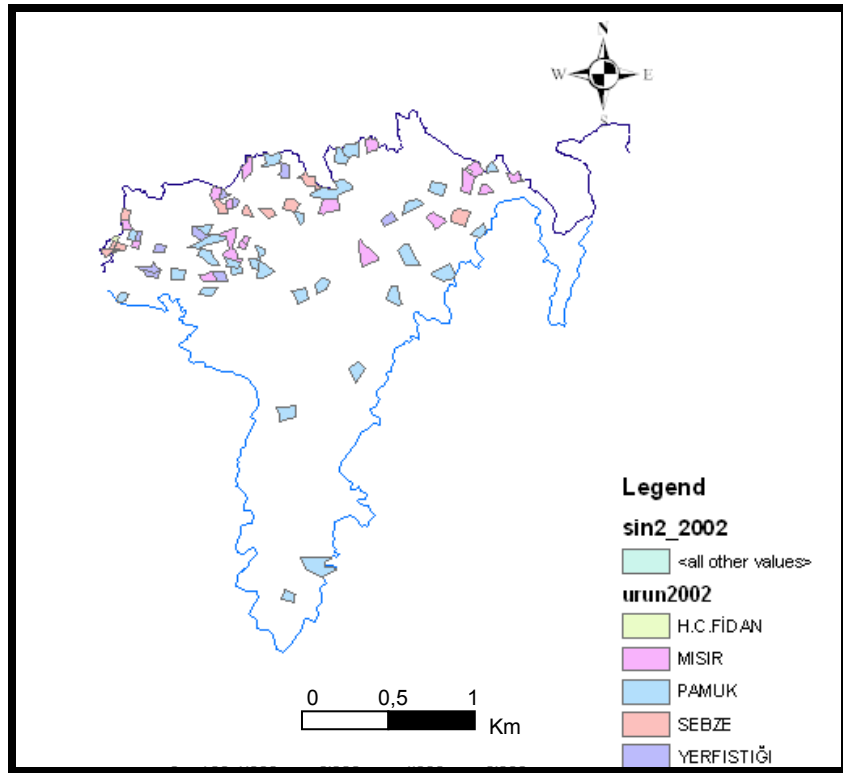 N
W E
S
Legend
sin2_2002
<all other values>
urun2002
H.C.FİDAN
MISIR
PAMUK
SEBZE
YERFISTIĞI
0 0,5 1
Km